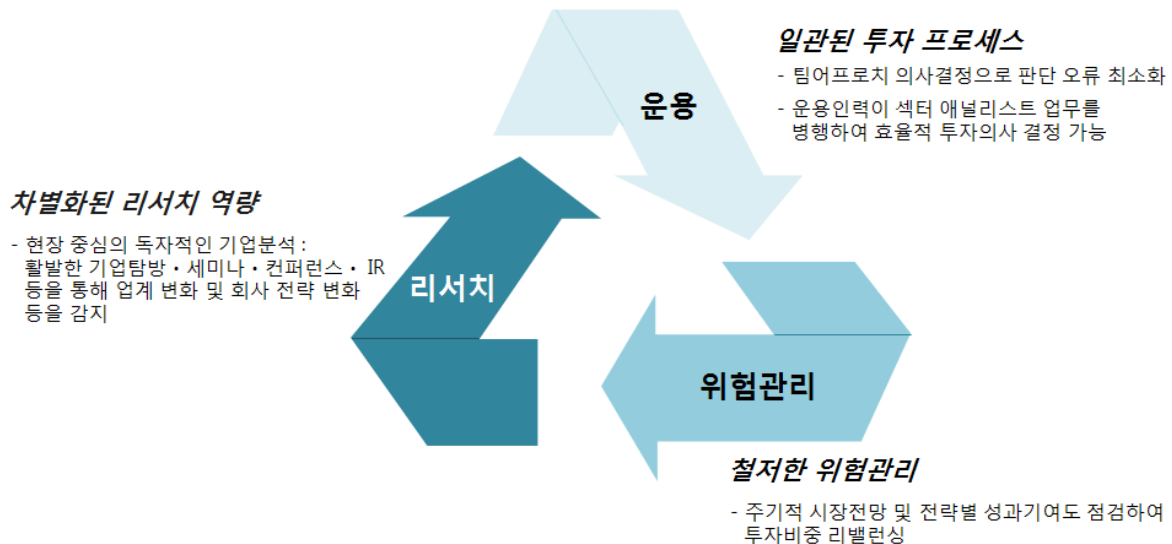 일관된 투자 프로세스
- 팀어프로치 의사결정으로 판단 오류 최소화
- 운용인력이 섹터 애널리스트 업무를
병행하여 효율적 투자의사 결정 가능
운용
차별화된 리서치 역량
- 현장 중심의 독자적인 기업분석 :
활발한 기업탐방・세미나・컨퍼런스・ IR
등을 통해 업계 변화 및 회사 전략 변화
등을 감지
리서치
위험관리
철저한 위험관리
- 주기적 시장전망 및 전략별 성과기여도 점검하여
투자비중 리밸런싱